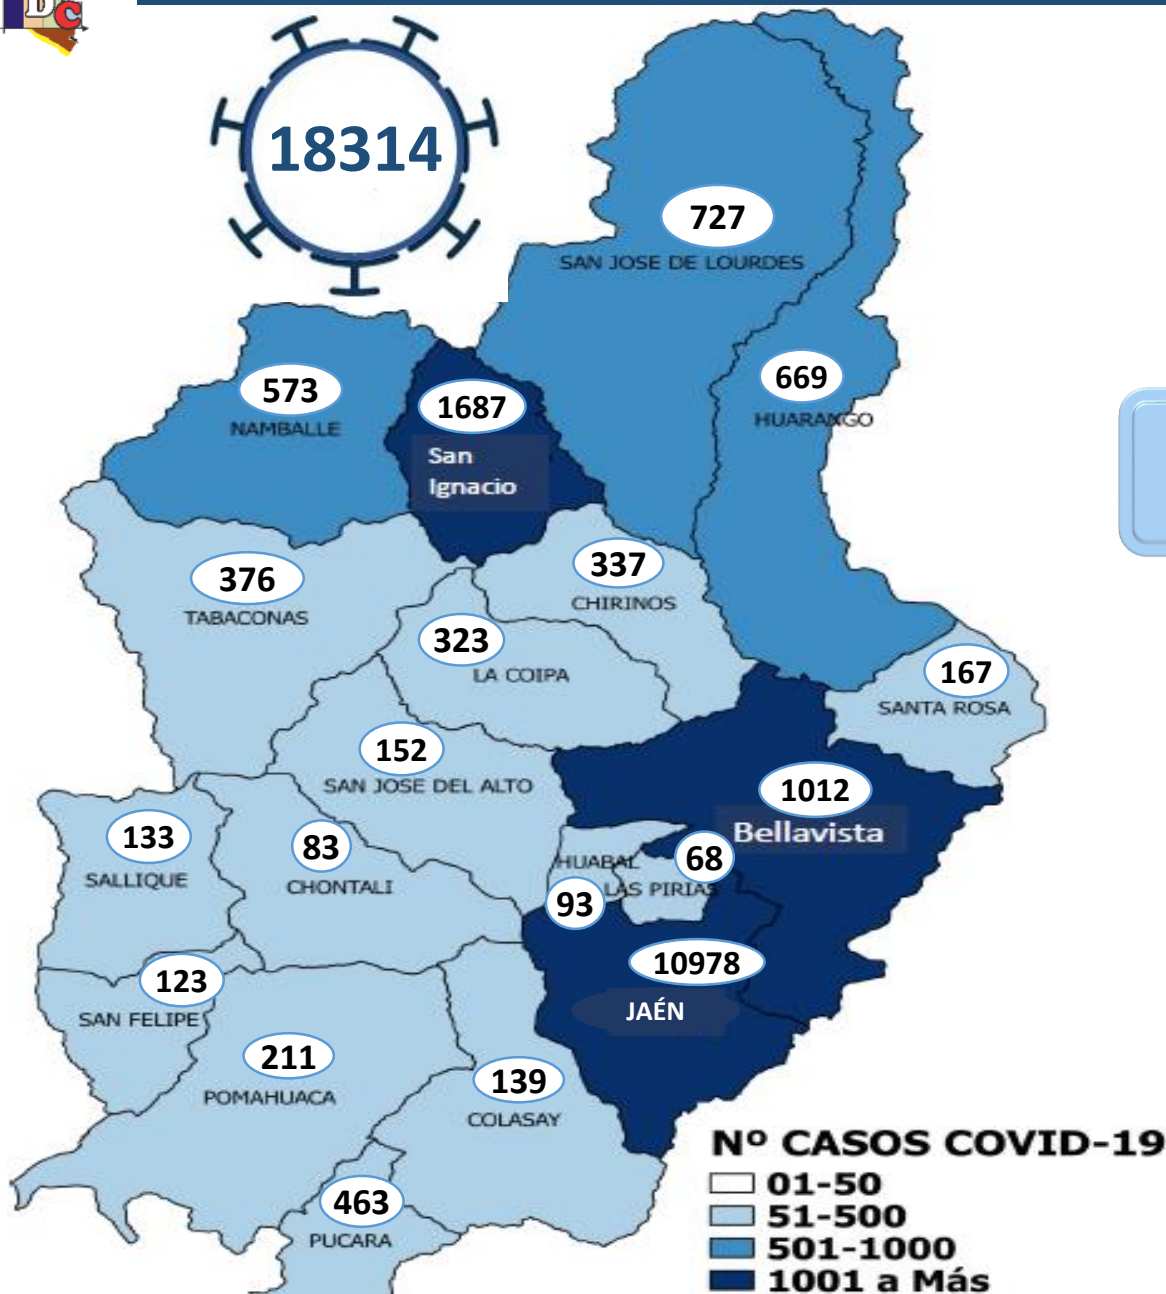 DC
18314
727
SAN JOSE DE LOURDES
669
HUARANGO
573
NAMBALLE
1687
San
Ignacio
376
TABACONAS
337
CHIRINOS
323
LA COIPA
167
SANTA ROSA
152
SAN JOSE DEL ALTO
1012
Bellavista
133
SALLIQUE
83
CHONTALI
HUABAL
68
LAS PIRIAS
93
10978
JAÉN
123
SAN FELIPE
211
POMAHUACA
139
COLASAY
463
PUCARA
Nº CASOS COVID-19
01-50
51-500
501-1000
1001 a Más